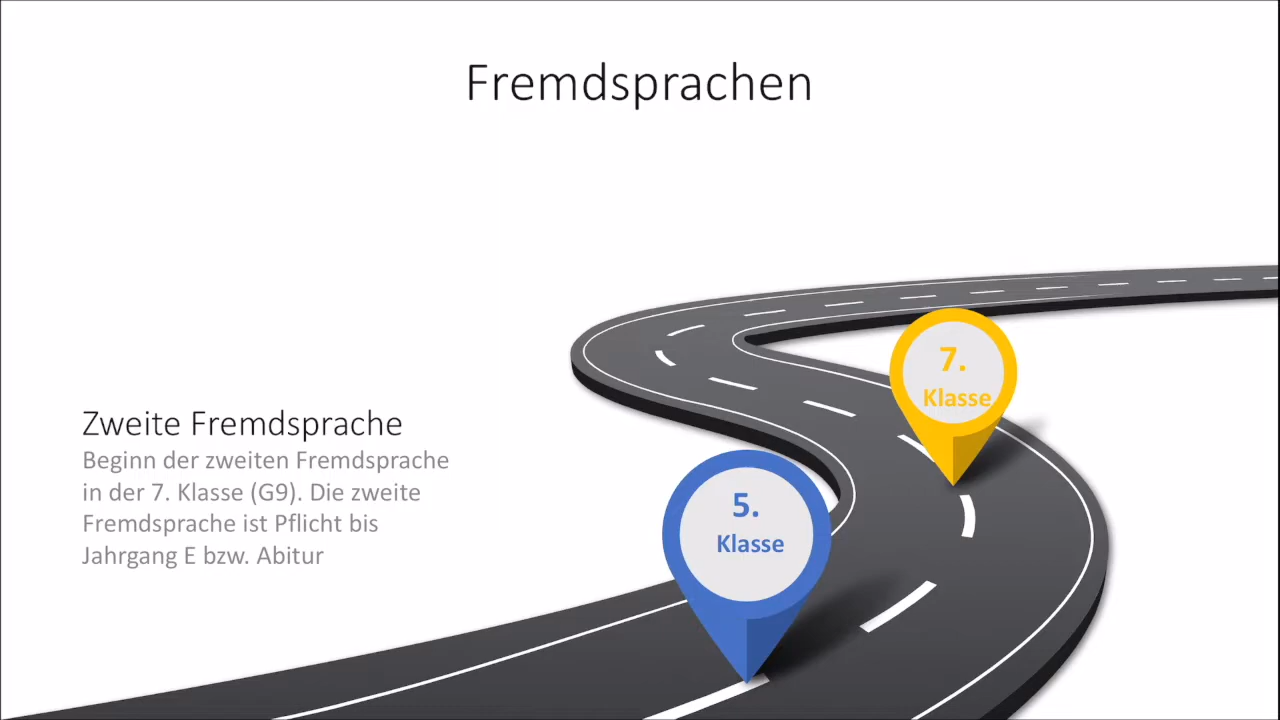 Fremdsprachen
7.
Klasse
Zweite Fremdsprache
Beginn der zweiten Fremdsprache
in der 7. Klasse (G9). Die zweite
Fremdsprache ist Pflicht bis
Jahrgang E bzw. Abitur
5.
Klasse